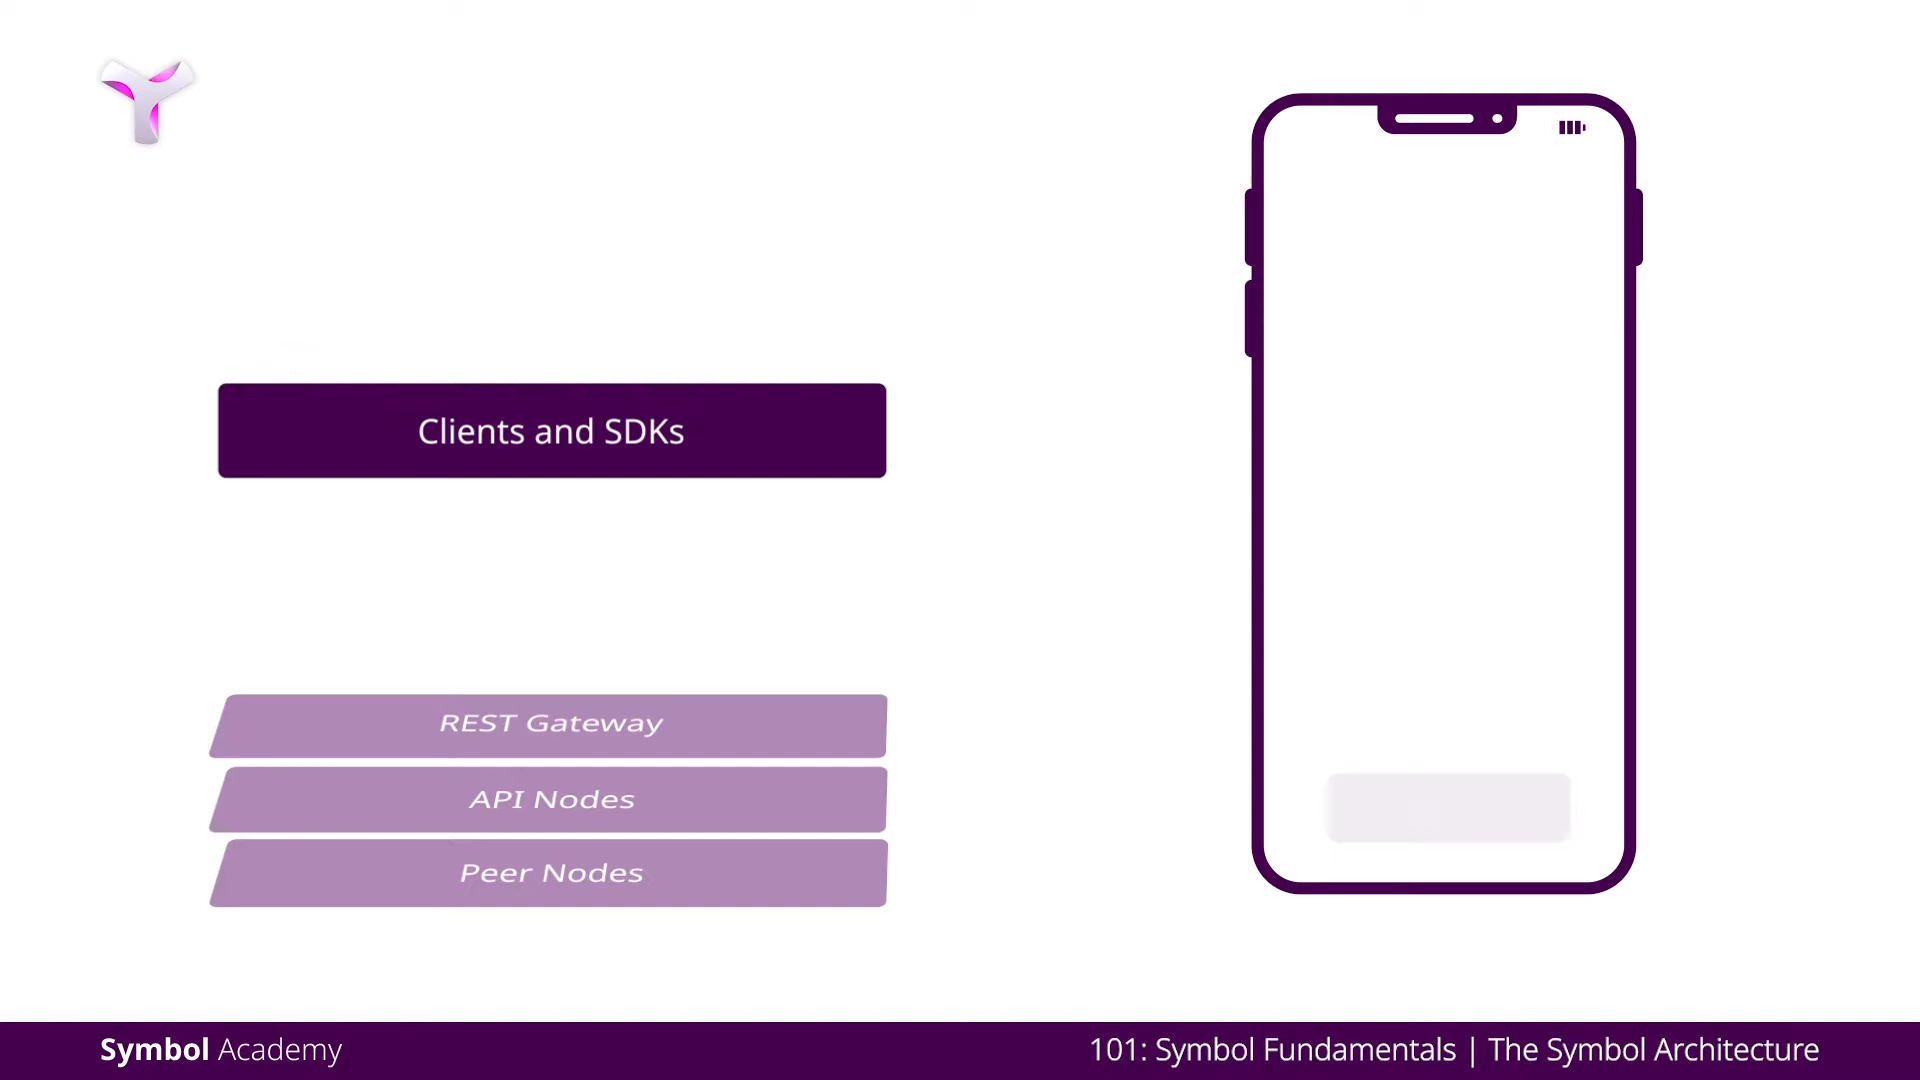 Clients and SDKs
REST Gateway
API Nodes
Peer Nodes
Symbol Academy
101: Symbol Fundamentals | The Symbol Architecture